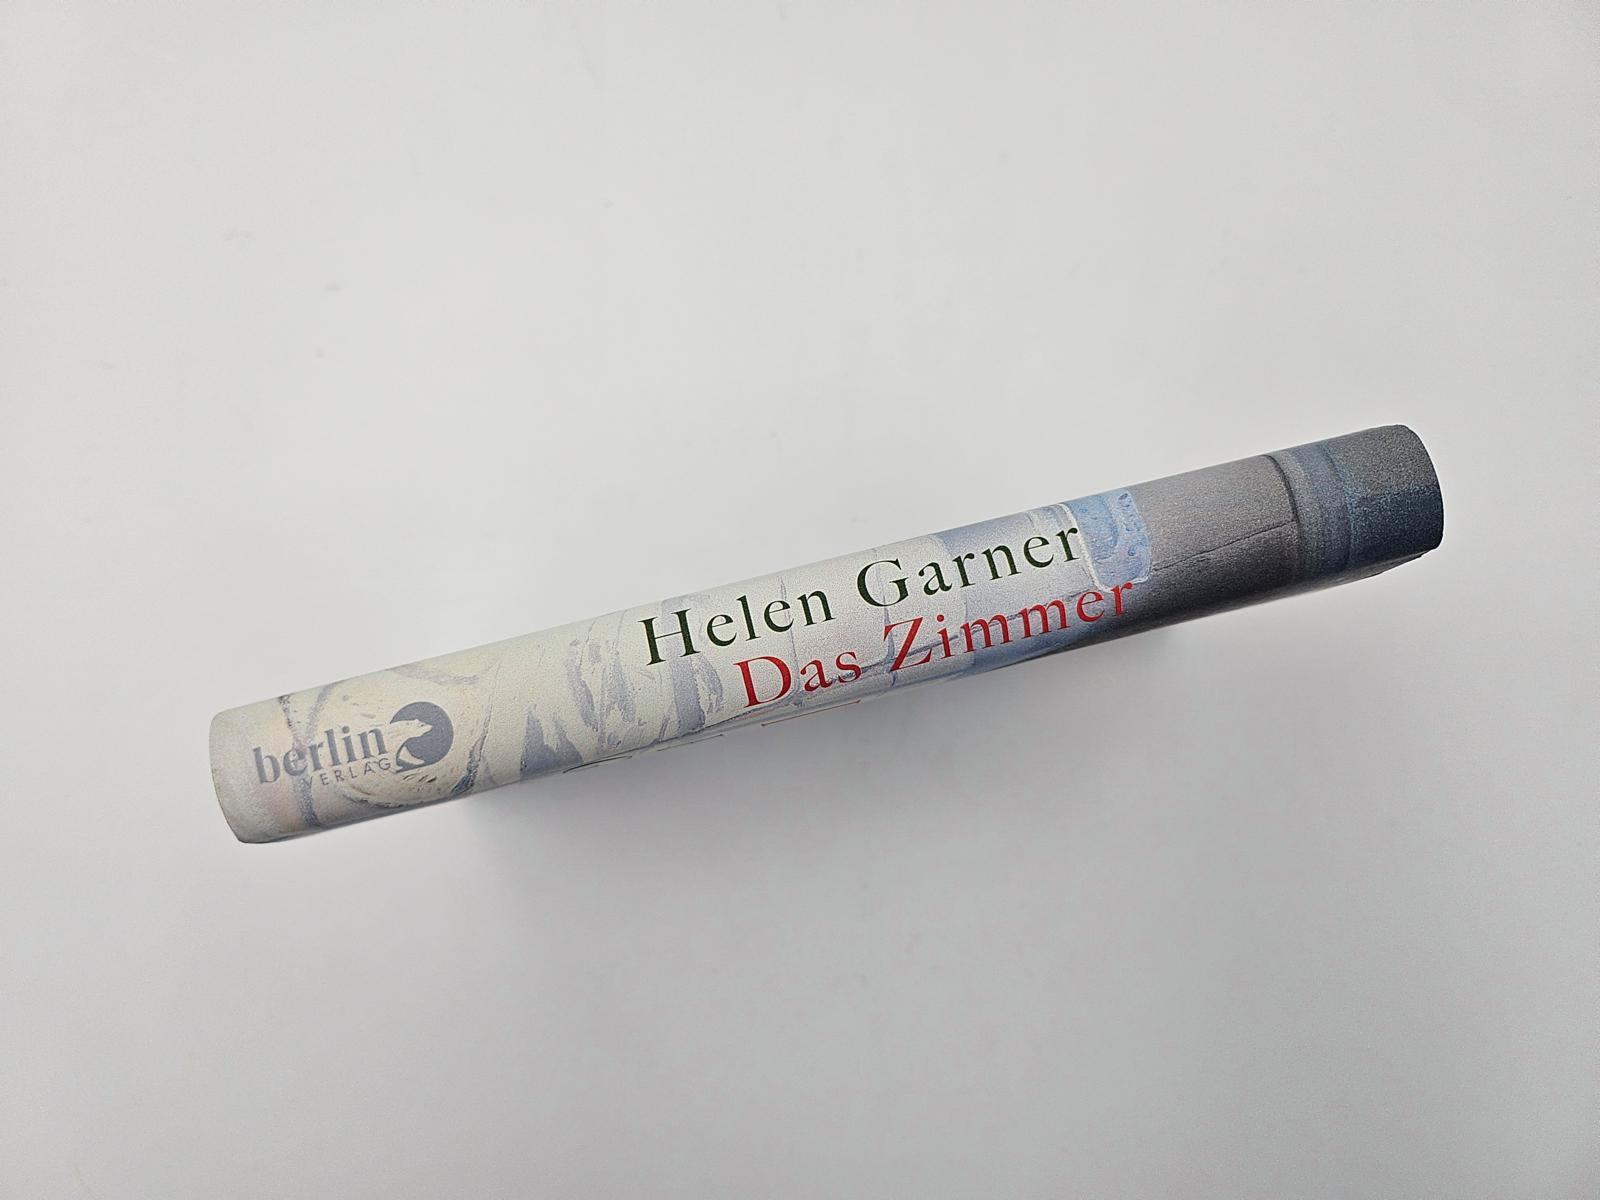 Helen Garner
Das Zimmer
berlin
VERLAG